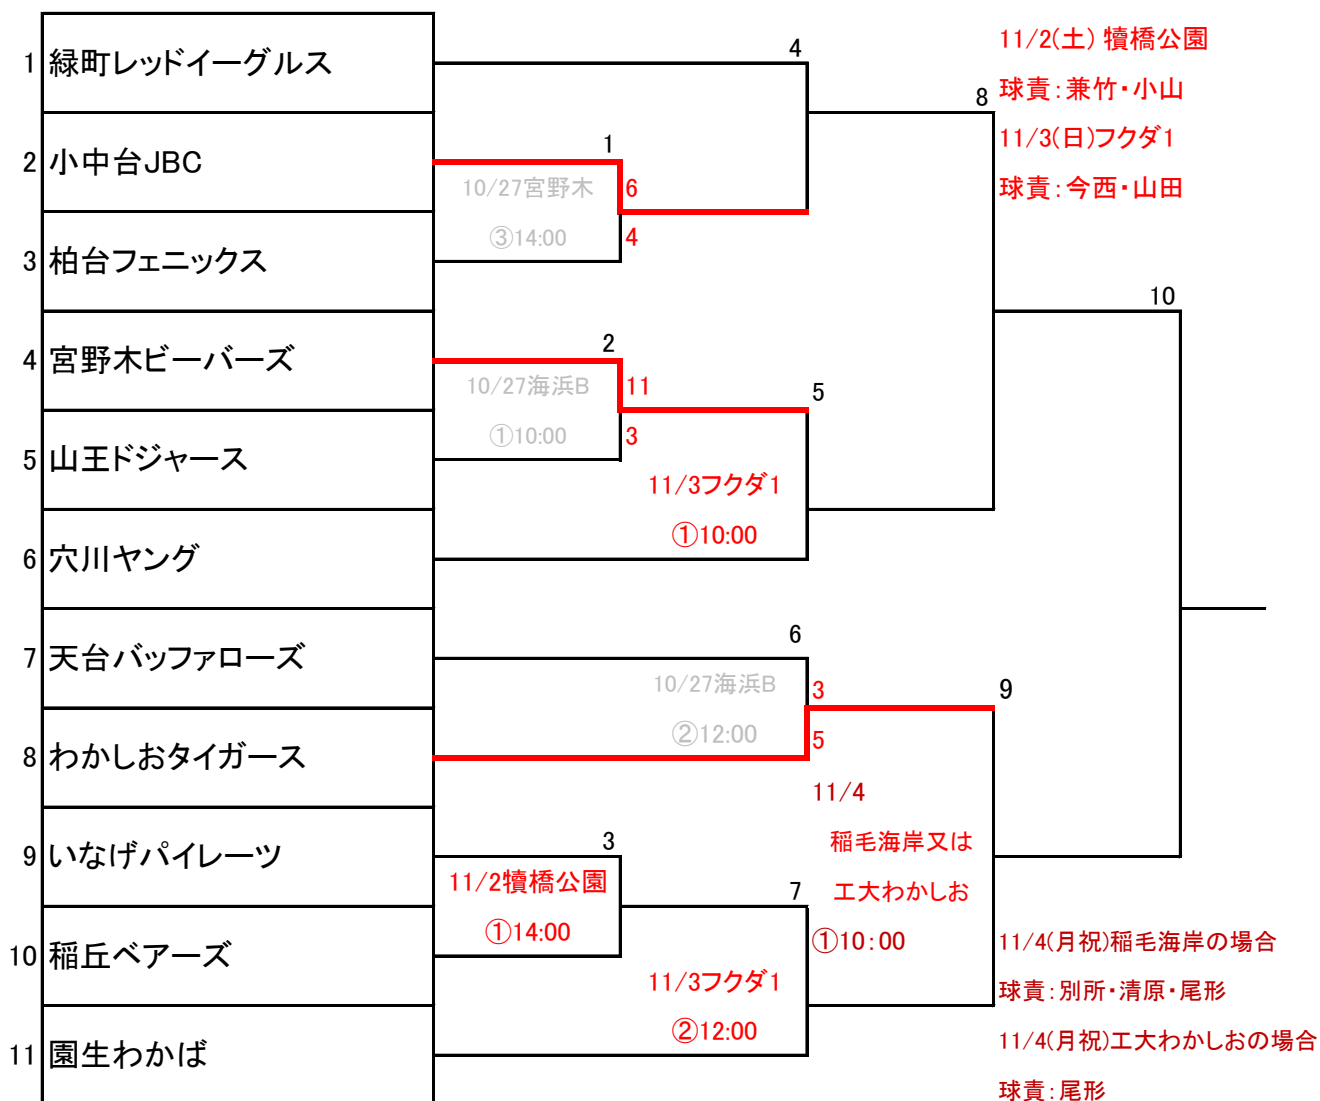 1 緑町レッドイーグルス
2 小中台JBC
3 柏台フェニックス
4 宮野木ビーバーズ
5 山王ドジャース
6 穴川ヤング
7 天台バッファローズ
8 わかしおタイガース
9 いなげパイレーツ
10 稲丘ベアーズ
11 園生わかば
1
10/27宮野木
③14:00
6
4
2
10/27海浜B
①10:00
11
3
3
11/2犢橋公園
①14:00
4
5
11/3フクダ1
①10:00
6
10/27海浜B
②12:00
3
5
7
11/3フクダ1
②12:00
8
9
11/4
稲毛海岸又は
工大わかしお
①10:00
10
11/2(土) 犢橋公園
球責:兼竹・小山
11/3(日)フクダ1
球責:今西・山田
11/4(月祝)稲毛海岸の場合
球責:別所・清原・尾形
11/4(月祝)工大わかしおの場合
球責:尾形